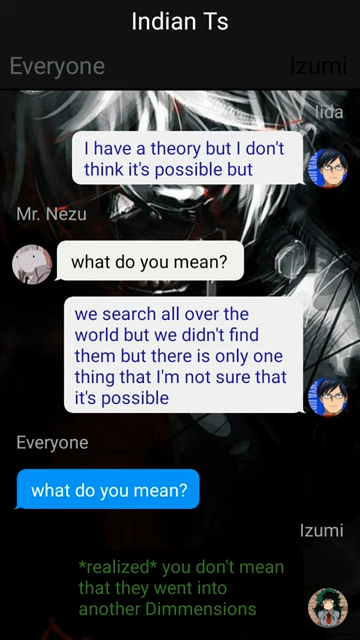 Indian Ts
Everyone
Izumi
Iida
I have a theory but I don't
think it's possible but
Mr. Nezu
what do you mean?
we search all over the
world but we didn't find
them but there is only one
thing that I'm not sure that
it's possible
Everyone
what do you mean?
Izumi
*realized* you don't mean
that they went into
another Dimmensions